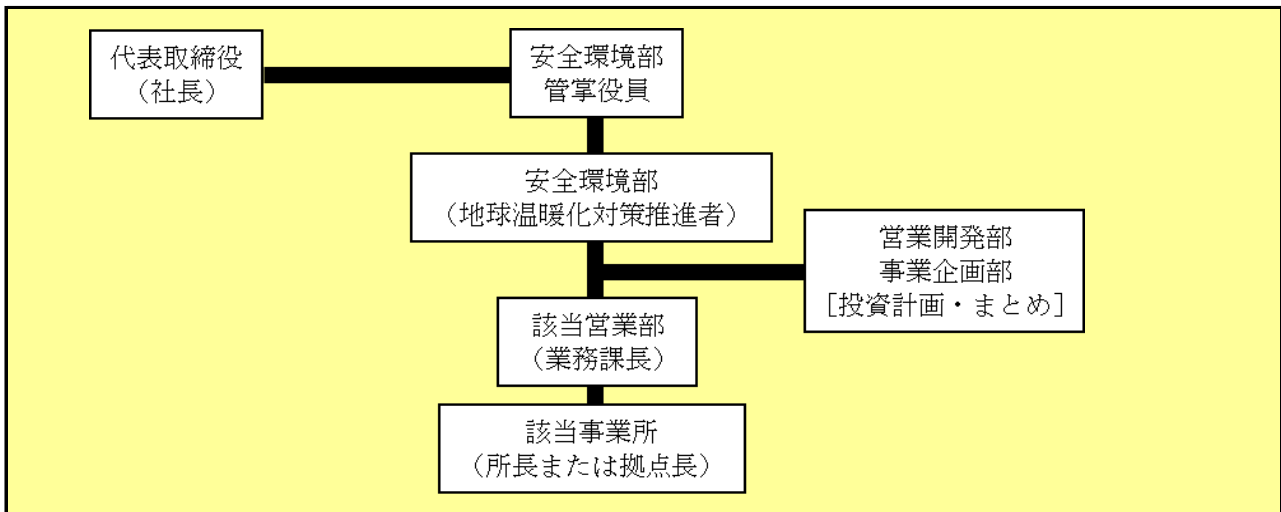 代表取締役
（社長）
安全環境部
管掌役員
安全環境部
（地球温暖化対策推進者）
営業開発部
事業企画部
［投資計画・まとめ］
該当営業部
（業務課長）
該当事業所
（所長または拠点長）